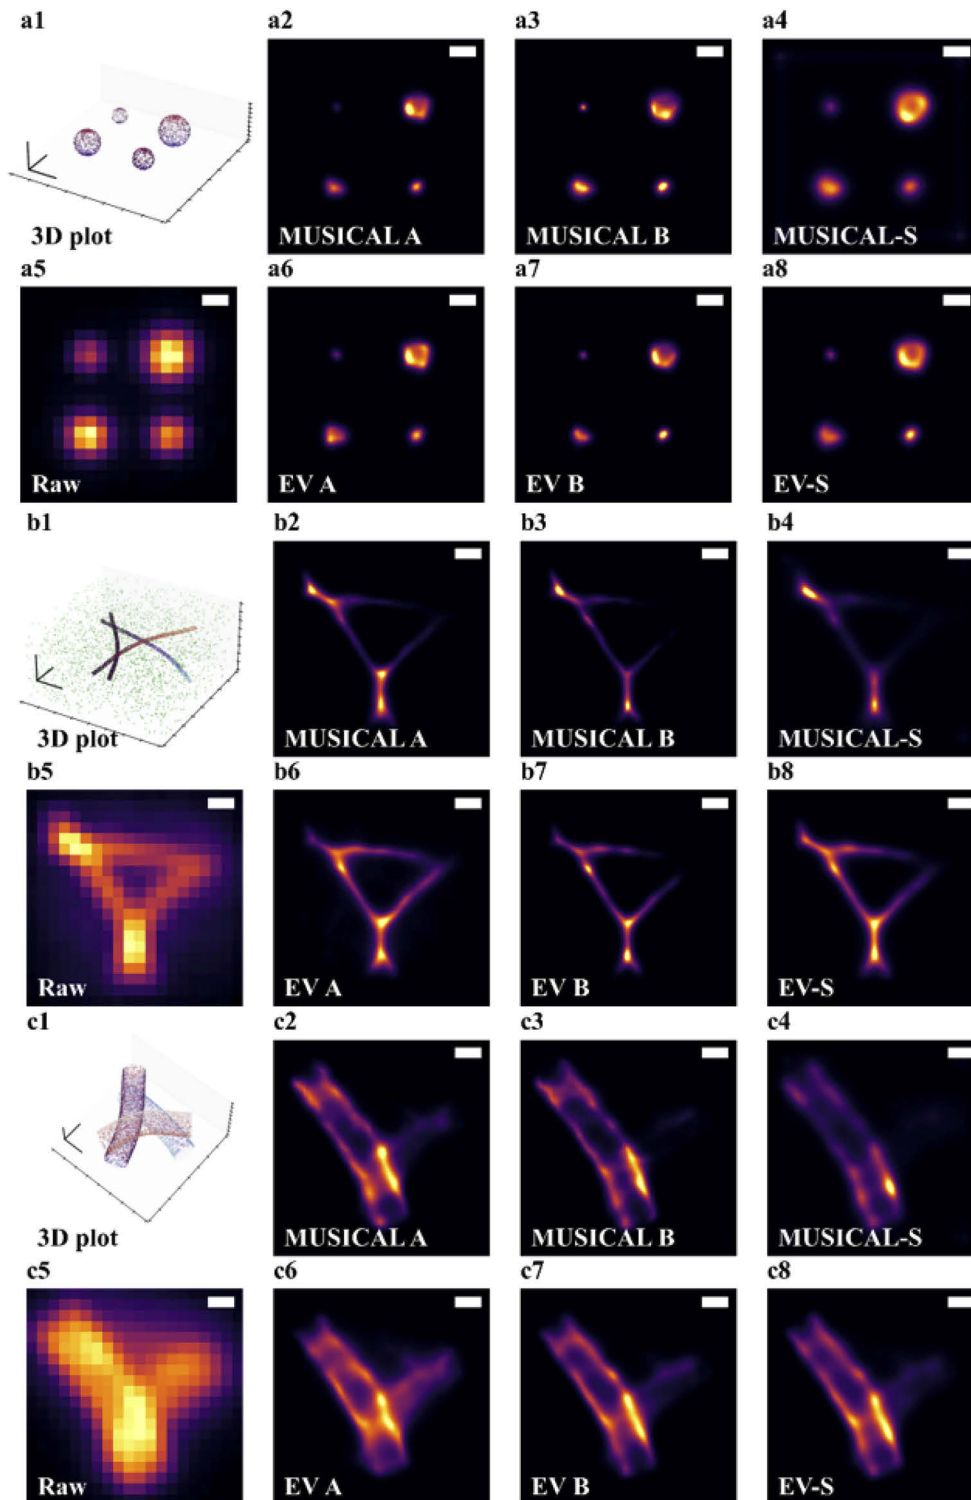 a1 a2 a3 a4
3D plot MUSICAL A MUSICAL B MUSICAL-S
a5 a6 a7 a8
Raw EV A EV B EV-S
b1 b2 b3 b4
3D plot MUSICAL A MUSICAL B MUSICAL-S
b5 b6 b7 b8
Raw EV A EV B EV-S
c1 c2 c3 c4
3D plot MUSICAL A MUSICAL B MUSICAL-S
c5 c6 c7 c8
Raw EV A EV B EV-S